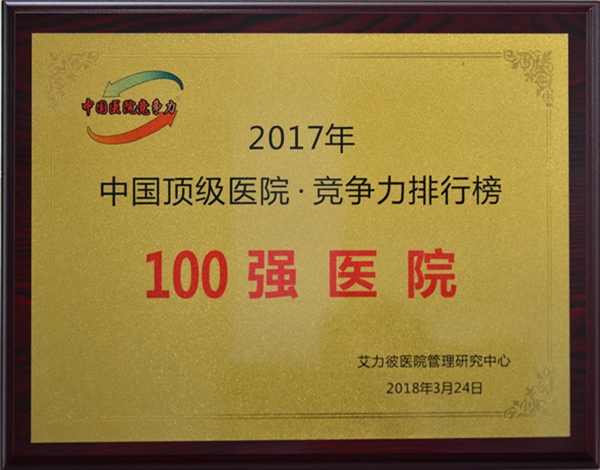 中国医院竞争力
2017年
中国顶级医院·竞争力排行榜
100强医院
艾力彼医院管理研究中心
2018年3月24日